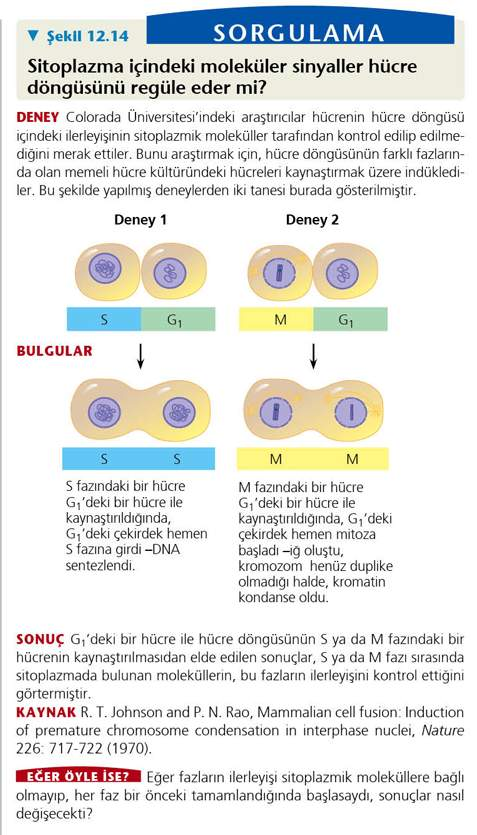 ▼ Şekil 12.14
SORGULAMA
Sitoplazma içindeki moleküler sinyaller hücre
döngüsünü regüle eder mi?
DENEY Colorada Üniversitesi'indeki araştırıcılar hücrenin hücre döngüsü
içindeki ilerleyişinin sitoplazmik moleküller tarafından kontrol edilip edilme-
diğini merak ettiler. Bunu araştırmak için, hücre döngüsünün farklı fazların-
da olan memeli hücre kültüründeki hücreleri kaynaştırmak üzere indükledi-
ler. Bu şekilde yapılmış deneylerden iki tanesi burada gösterilmiştir.
Deney 1
Deney 2
S G₁
M G₁
BULGULAR
S S
M M
S fazındaki bir hücre
G₁'deki bir hücre ile
kaynaştırıldığında,
G₁'deki çekirdek hemen
S fazına girdi –DNA
sentezlendi.
M fazındaki bir hücre
G₁'deki bir hücre ile
kaynaştırıldığında, G₁'deki
çekirdek hemen mitoza
başladı –iğ oluştu,
kromozom henüz duplike
olmadığı halde, kromatin
kondanse oldu.
SONUÇ G₁'deki bir hücre ile hücre döngüsünün S ya da M fazındaki bir
hücrenin kaynaştırılmasıdan elde edilen sonuçlar, S ya da M fazı sırasında
sitoplazmada bulunan moleküllerin, bu fazların ilerleyişini kontrol ettiğini
görtermiştir.
KAYNAK R. T. Johnson and P. N. Rao, Mammalian cell fusion: Induction
of premature chromosome condensation in interphase nuclei, Nature
226: 717-722 (1970).
EĞER ÖYLE İSE? Eğer fazların ilerleyişi sitoplazmik moleküllere bağlı
olmayıp, her faz bir önceki tamamlandığında başlasaydı, sonuçlar nasıl
değişecekti?